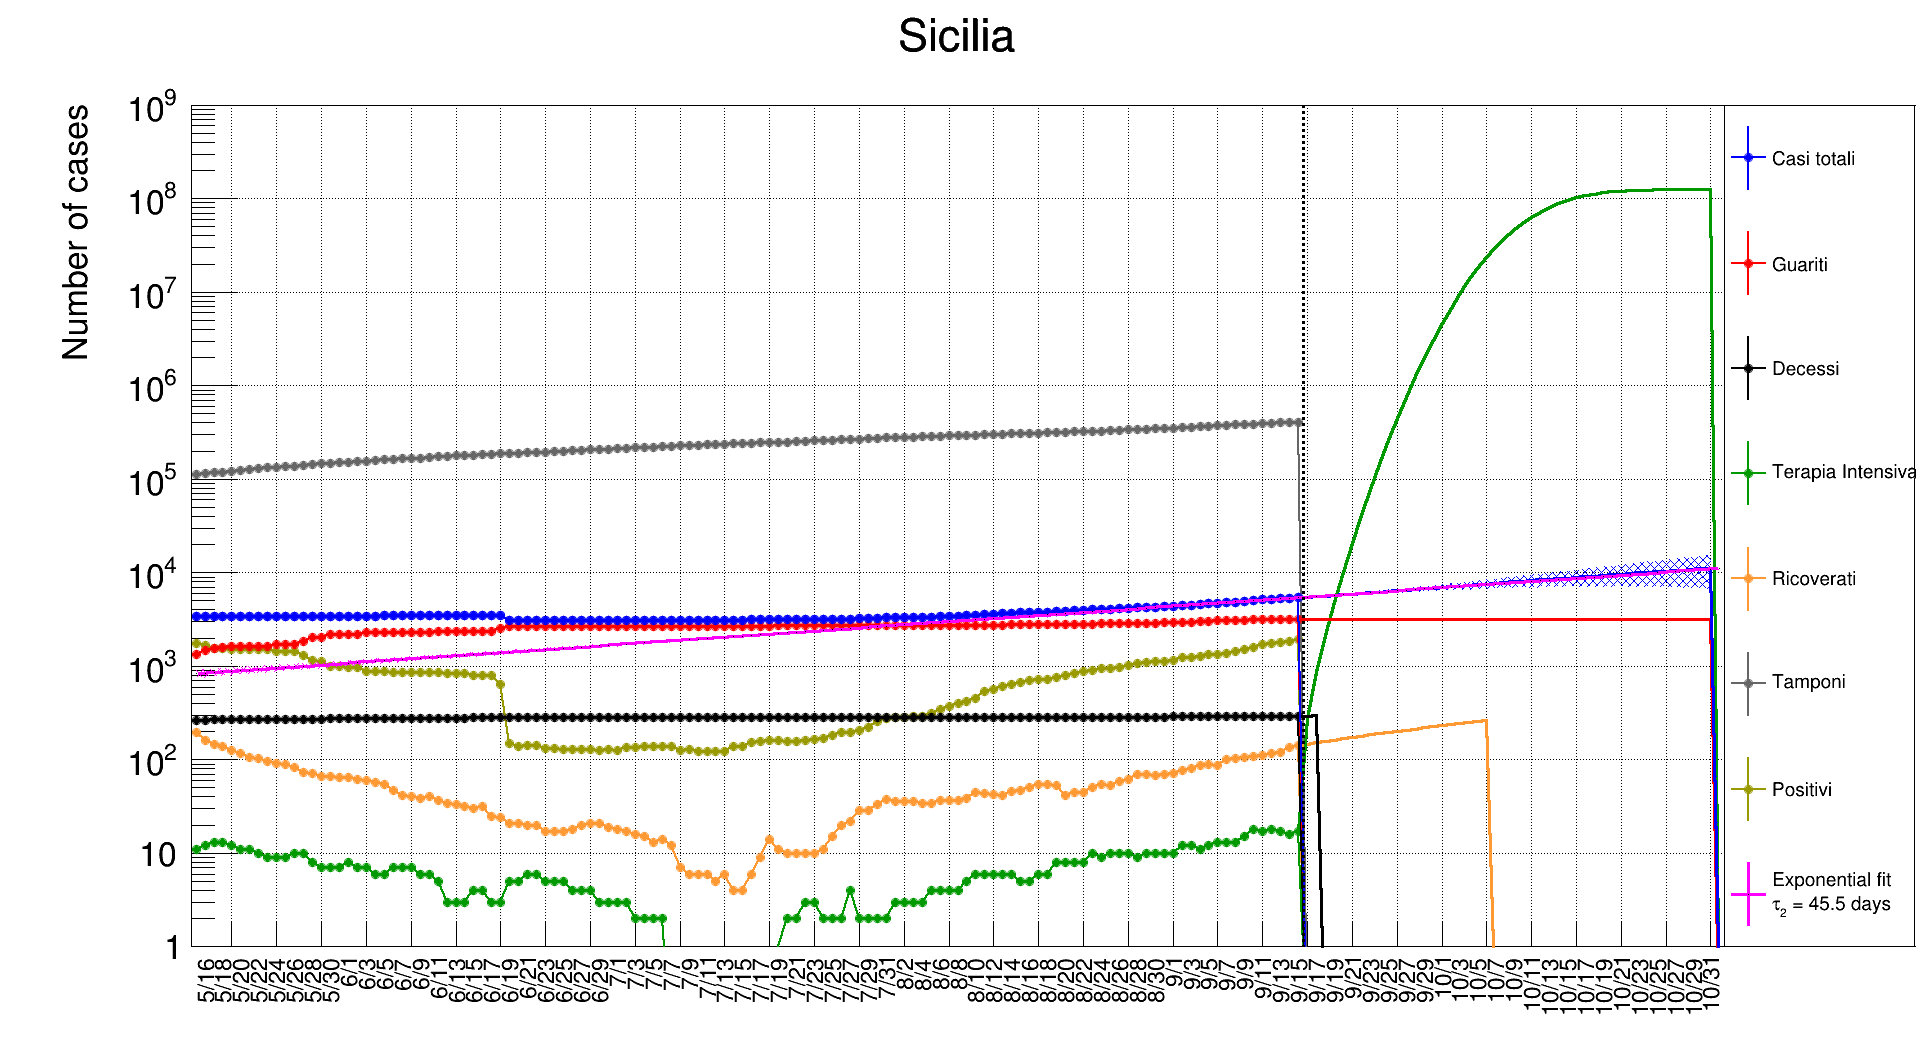 Sicilia
Number of cases
10^9
10^8
10^7
10^6
10^5
10^4
10^3
10^2
10
1
5/16 5/18 5/20 5/22 5/24 5/26 5/28 5/30 6/1 6/3 6/5 6/7 6/9 6/11 6/13 6/15 6/17 6/19 6/21 6/23 6/25 6/27 6/29 7/1 7/3 7/5 7/7 7/9 7/11 7/13 7/15 7/17 7/19 7/21 7/23 7/25 7/27 7/29 7/31 8/2 8/4 8/6 8/8 8/10 8/12 8/14 8/16 8/18 8/20 8/22 8/24 8/26 8/28 8/30 9/1 9/3 9/5 9/7 9/9 9/11 9/13 9/15 9/17 9/19 9/21 9/23 9/25 9/27 9/29 10/1 10/3 10/5 10/7 10/9 10/11 10/13 10/15 10/17 10/19 10/21 10/23 10/25 10/27 10/29 10/31
Casi totali
Guariti
Decessi
Terapia Intensiva
Ricoverati
Tamponi
Positivi
Exponential fit
τ₂ = 45.5 days